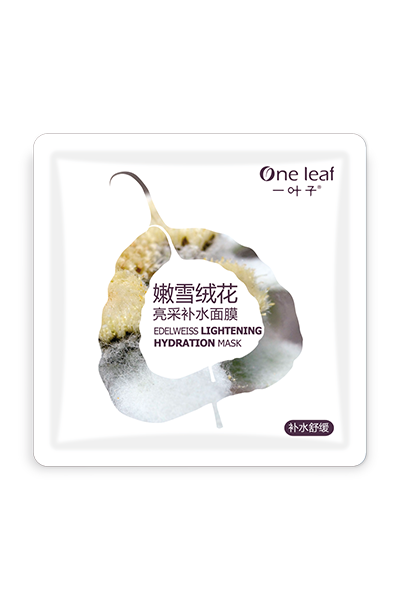 One leaf
一叶子®
嫩雪绒花
亮采补水面膜
EDELWEISS LIGHTENING
HYDRATION MASK
补水舒缓